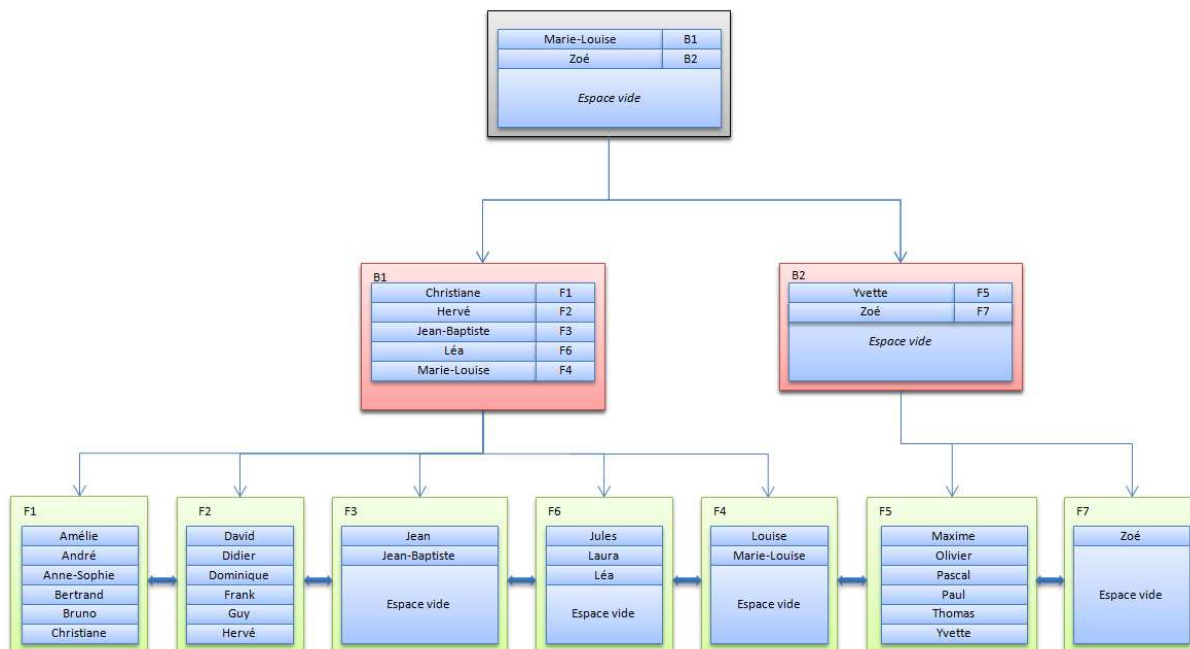 Marie-Louise B1
Zoé B2
Espace vide
B1
Christiane F1
Hervé F2
Jean-Baptiste F3
Léa F6
Marie-Louise F4
B2
Yvette F5
Zoé F7
Espace vide
F1
Amélie
André
Anne-Sophie
Bertrand
Bruno
Christiane
F2
David
Didier
Dominique
Frank
Guy
Hervé
F3
Jean
Jean-Baptiste
Espace vide
F6
Jules
Laura
Léa
Espace vide
F4
Louise
Marie-Louise
Espace vide
F5
Maxime
Olivier
Pascal
Paul
Thomas
Yvette
F7
Zoé
Espace vide